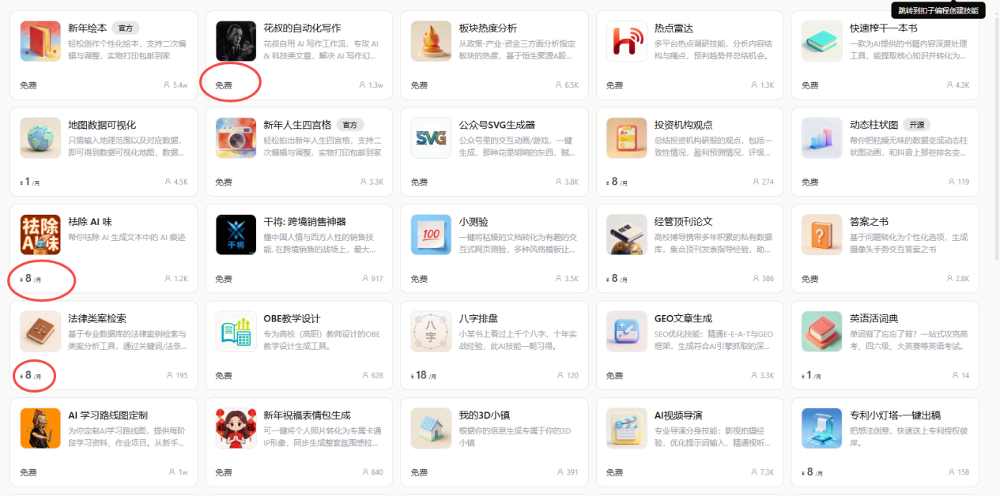 跳转到扣子编程创建技能
新年绘本 官方
轻松创作个性化绘本，支持二次编
辑与调整，实物打印包邮到家
免费 5.4w
花叔的自动化写作
花叔自用 AI 写作工作流，专攻 AI
& 科技类文章，解决 AI 写作幻...
免费 1.3w
板块热度分析
从政策-产业-资金三方面分析指定
板块的热度，基于恒生聚源A股...
免费 6.5K
热点雷达
多平台热点调研技能，分析内容结
构与痛点，预判趋势并总结机会。
免费 1.3K
快速榨干一本书
一款为AI提供的书籍内容深度处理
工具，能提取核心知识并转化为...
免费 4.3K
地图数据可视化
只需输入地理范围以及对应数据，
即可得到数据可视化地图，数据...
¥ 1 /月 4.5K
新年人生四宫格 官方
轻松拍出新年人生四宫格，支持二
次编辑与调整，实物打印包邮到家
免费 3.3K
SVG
公众号SVG生成器
公众号里的交互动画/游戏，一键
生成，那种花里胡哨的东西，贼...
免费 3.8K
投资机构观点
总结投资机构研报的观点，包括一
致性情况，盈利预测情况，评级...
¥ 8 /月 274
动态柱状图 开源
帮你把枯燥无味的数据变成动态柱
状图动画，和抖音上那些排名变...
免费 119
祛除
AI味
祛除 AI 味
帮你祛除 AI 生成文本中的 AI 痕迹
¥ 8 /月 1.2K
干将
干将: 跨境销售神器
懂中国人情与西方人性的销售技
能, 在跨境销售的战场上，最大...
免费 917
100
小测验
一键将枯燥的文档转化为有趣的交
互式网页测验，多种风格模板让...
免费 3.5K
经管顶刊论文
高校博导携带多年积累的私有数据
库，集合顶刊发表指导经验，助...
¥ 8 /月 386
?
答案之书
基于问题转化为个性化选项，生成
摄像头手势交互答案之书
免费 2.8K
法律类案检索
基于专业数据库的法律案例检索与
类案分析工具，通过关键词/法条...
¥ 8 /月 195
OBE教学设计
专为高校（高职）教师设计的OBE
教学设计生成工具。
免费 628
八
字
八字排盘
小某书上看过上千个八字，十年实
战经验，此AI技能一朝习得。
¥ 18 /月 120
GEO文章生成
SEO优化技能：精通E-E-A-T与GEO
框架，生成符合AI引擎抓取的深...
免费 3.3K
英语活词典
单词背了忘忘了背？一站式攻克高
考、四六级、大英赛等英语考试。
¥ 1 /月 14
AI 学习路线图定制
为你定制AI学习路线图，提供每阶
段学习资料、作业项目。从新手...
免费 1w
福 福
新年祝福表情包生成
可一键将个人照片转化为专属卡通
IP形象，同步生成整套氛围感拉...
免费 840
我的3D小镇
根据你的信息生成专属于你的3D
小镇
免费 391
AI视频导演
专业导演分身技能：影视拍摄经
验，优化提示词输入，精通视听...
免费 7.3K
专利小灯塔-一键出稿
把想法创意，快速送上专利授权彼
岸。
¥ 8 /月 158